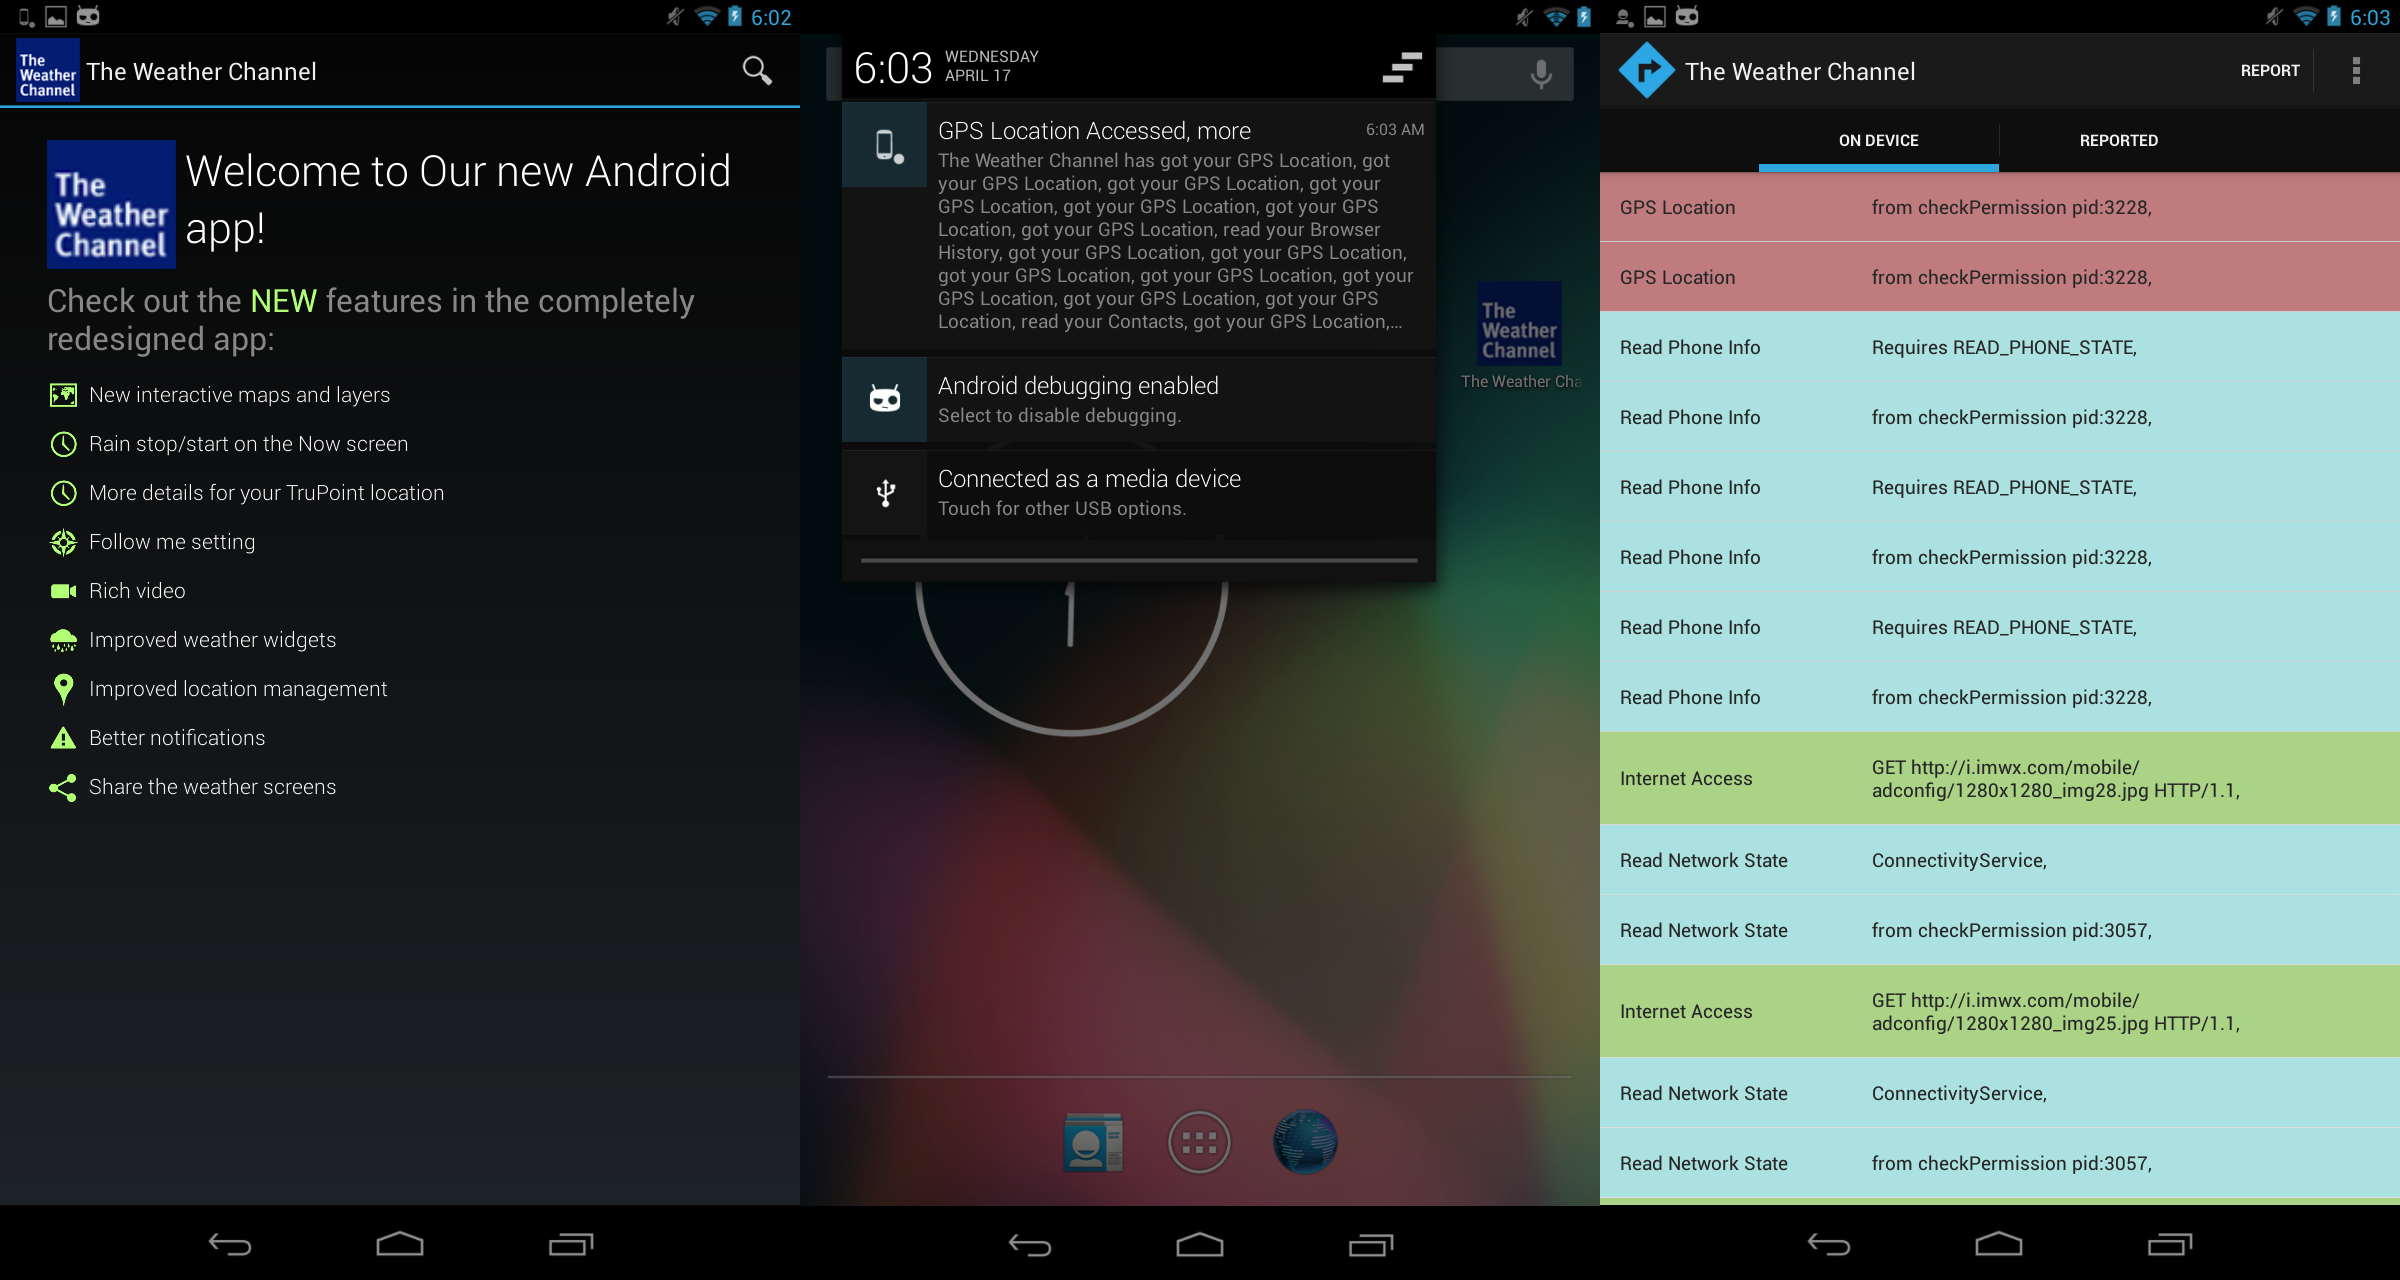 6:02
The
Weather
Channel
The Weather Channel
The
Weather
Channel
Welcome to Our new Android
app!
Check out the NEW features in the completely
redesigned app:
New interactive maps and layers
Rain stop/start on the Now screen
More details for your TruPoint location
Follow me setting
Rich video
Improved weather widgets
Improved location management
Better notifications
Share the weather screens
6:03
WEDNESDAY
APRIL 17
GPS Location Accessed, more
6:03 AM
The Weather Channel has got your GPS Location, got
your GPS Location, got your GPS Location, got your
GPS Location, got your GPS Location, got your GPS
Location, got your GPS Location, read your Browser
History, got your GPS Location, got your GPS Location,
got your GPS Location, got your GPS Location, got your
GPS Location, got your GPS Location, got your GPS
Location, read your Contacts, got your GPS Location,...
Android debugging enabled
Select to disable debugging.
Connected as a media device
Touch for other USB options.
The
Weather
Channel
The Weather Cha
6:03
The Weather Channel
REPORT
ON DEVICE
REPORTED
GPS Location from checkPermission pid:3228,
GPS Location from checkPermission pid:3228,
Read Phone Info Requires READ_PHONE_STATE,
Read Phone Info from checkPermission pid:3228,
Read Phone Info Requires READ_PHONE_STATE,
Read Phone Info from checkPermission pid:3228,
Read Phone Info Requires READ_PHONE_STATE,
Read Phone Info from checkPermission pid:3228,
Internet Access GET http://i.imwx.com/mobile/
adconfig/1280x1280_img28.jpg HTTP/1.1,
Read Network State ConnectivityService,
Read Network State from checkPermission pid:3057,
Internet Access GET http://i.imwx.com/mobile/
adconfig/1280x1280_img25.jpg HTTP/1.1,
Read Network State ConnectivityService,
Read Network State from checkPermission pid:3057,